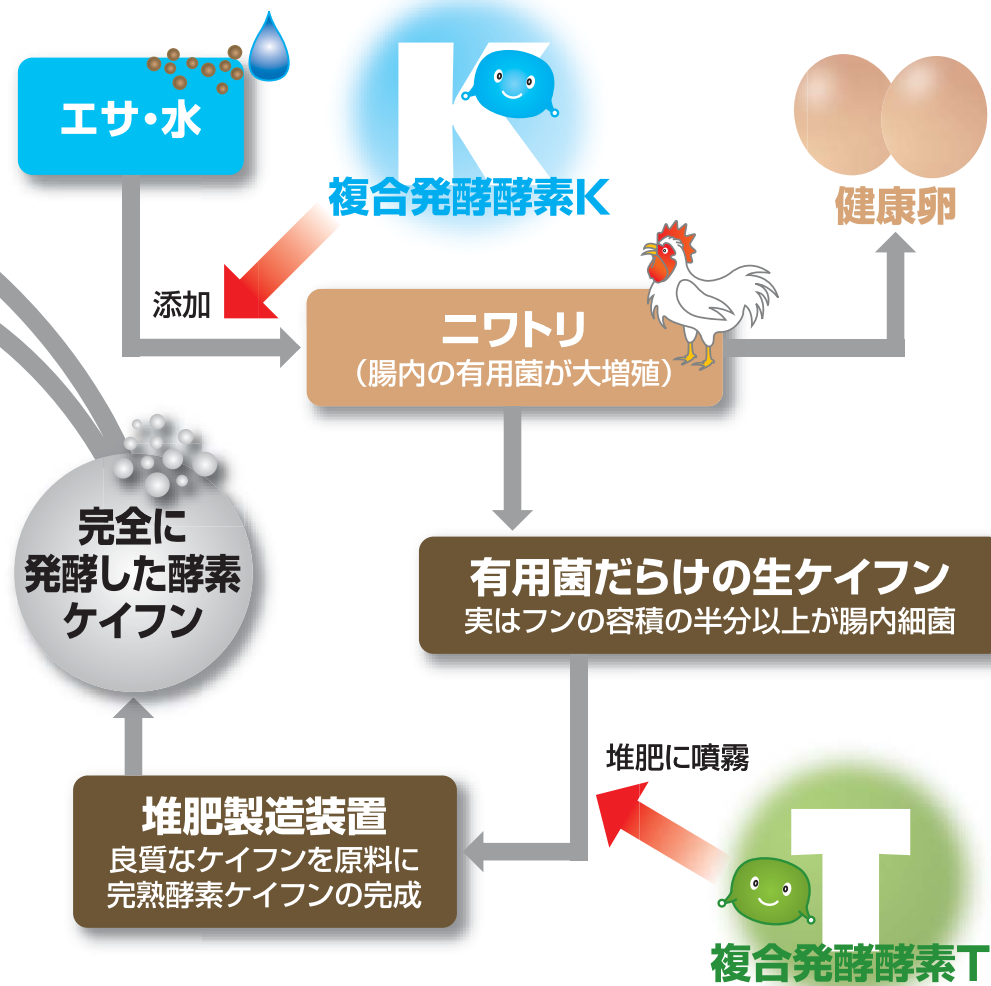 エサ・水
K
複合発酵酵素K
健康卵
添加
ニワトリ
（腸内の有用菌が大増殖）
完全に
発酵した酵素
ケイフン
有用菌だらけの生ケイフン
実はフンの容積の半分以上が腸内細菌
堆肥に噴霧
堆肥製造装置
良質なケイフンを原料に
完熟酵素ケイフンの完成
T
複合発酵酵素T